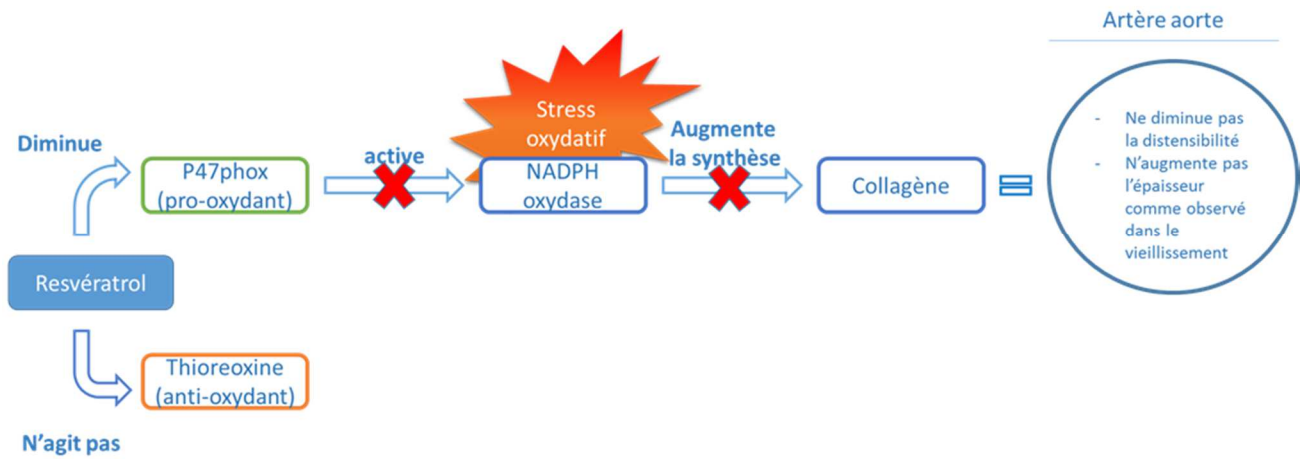 Artère aorte
Stress
oxydatif
Diminue
P47phox
(pro-oxydant)
active
NADPH
oxydase
Augmente
la synthèse
Collagène
- Ne diminue pas
la distensibilité
- N'augmente pas
l'épaisseur
comme observé
dans le
vieillissement
Resvératrol
Thioreoxine
(anti-oxydant)
N'agit pas